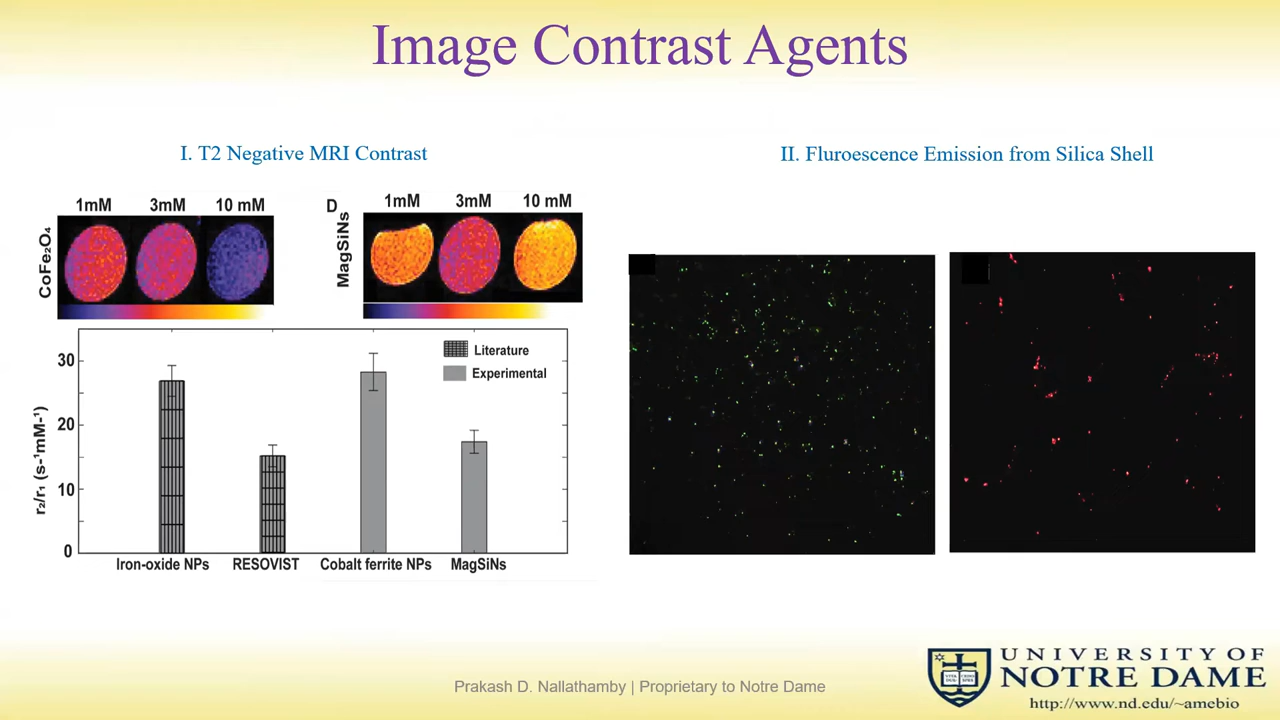 Image Contrast Agents
I. T2 Negative MRI Contrast
II. Fluroescence Emission from Silica Shell
1mM 3mM 10 mM
CoFe₂O₄
D
1mM 3mM 10 mM
MagSiNs
Literature
Experimental
30
20
10
0
r₂/r₁ (s-¹mM-¹)
Iron-oxide NPs RESOVIST Cobalt ferrite NPs MagSiNs
UNIVERSITY OF
NOTRE DAME
http://www.nd.edu/~amebio
Prakash D. Nallathamby | Proprietary to Notre Dame